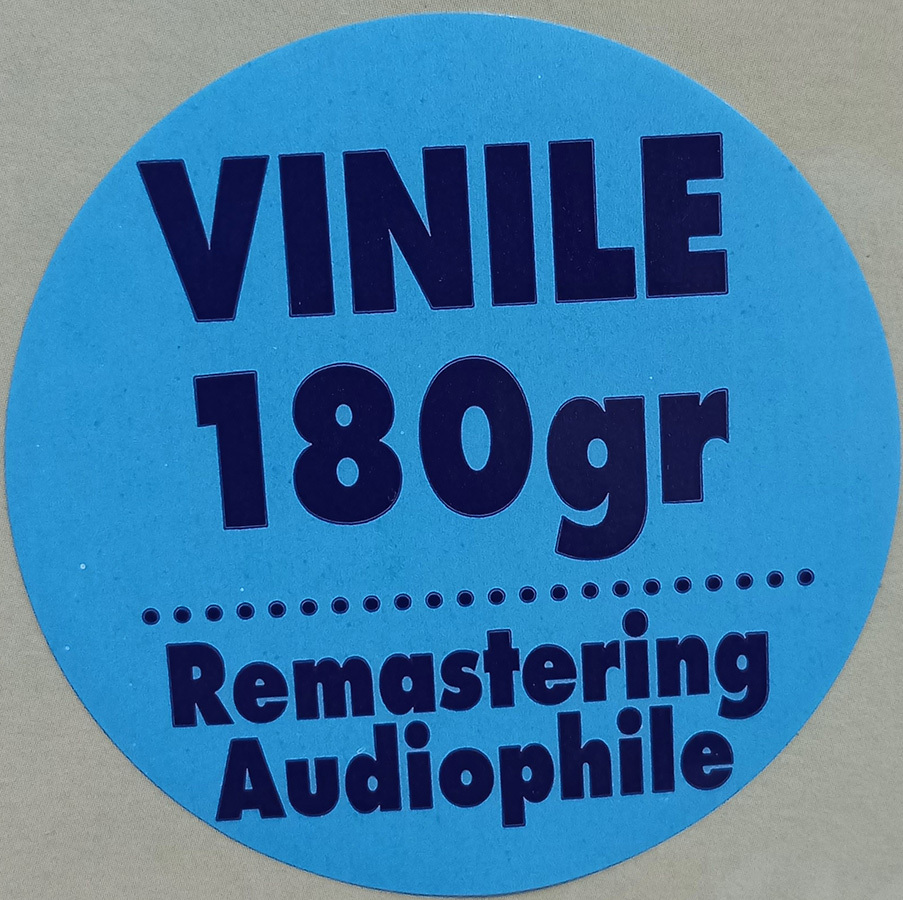 VINILE
180gr
Remastering
Audiophile